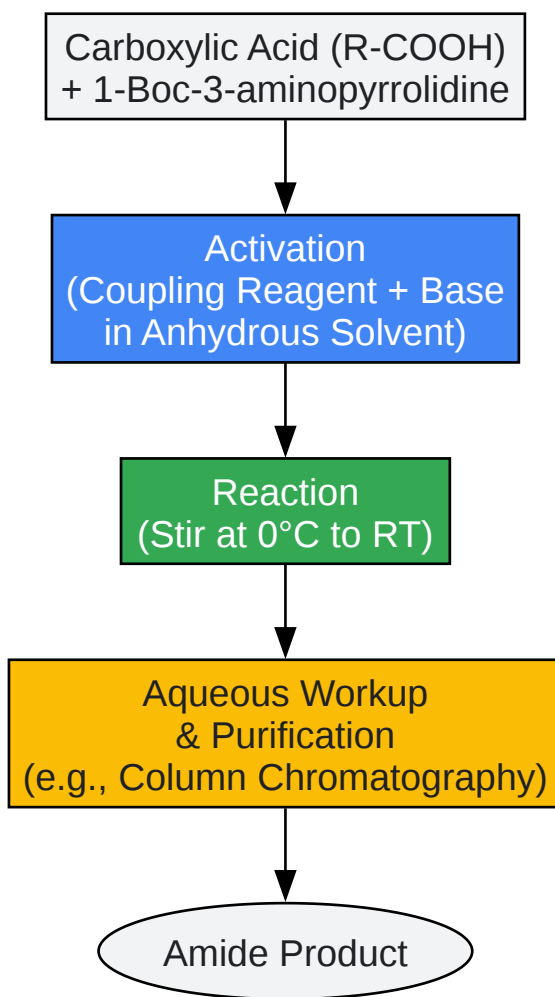 Carboxylic Acid (R-COOH)
+ 1-Boc-3-aminopyrrolidine
Activation
(Coupling Reagent + Base
in Anhydrous Solvent)
Reaction
(Stir at 0°C to RT)
Aqueous Workup
& Purification
(e.g., Column Chromatography)
Amide Product